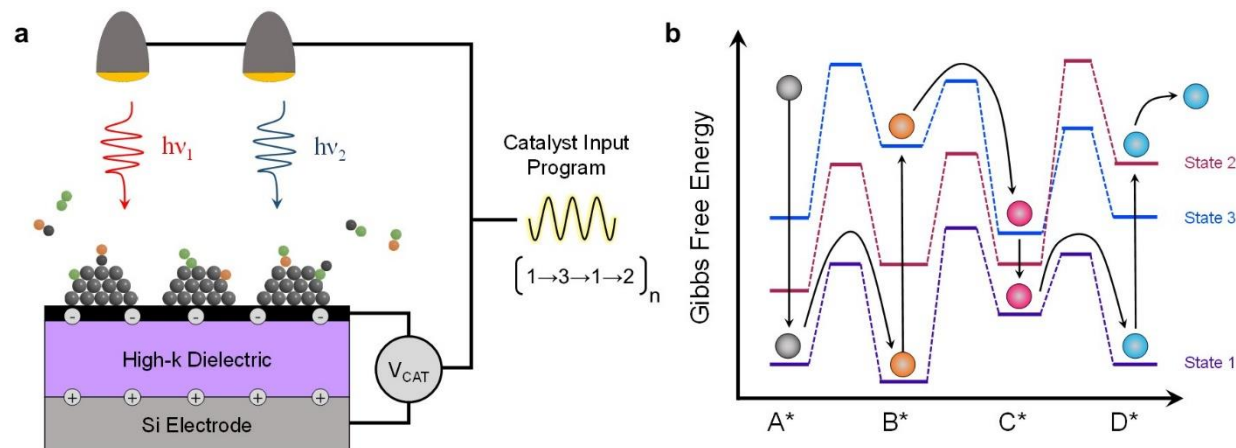 a
hν₁
hν₂
Catalyst Input
Program
(1→3→1→2)ₙ
- - - - -
High-k Dielectric
+ + + + +
Si Electrode
V_CAT
b
Gibbs Free Energy
State 2
State 3
State 1
A* B* C* D*